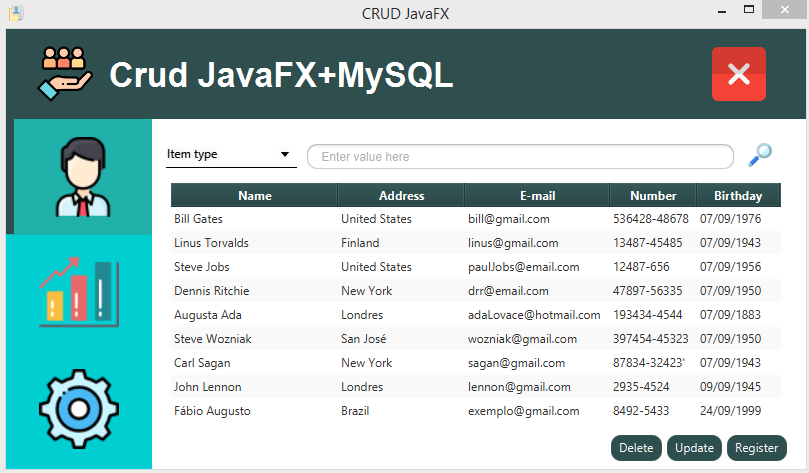 CRUD JavaFX
Crud JavaFX+MySQL
Item type Enter value here
Name Address E-mail Number Birthday
Bill Gates United States bill@gmail.com 536428-48678 07/09/1976
Linus Torvalds Finland linus@gmail.com 13487-45485 07/09/1943
Steve Jobs United States paulJobs@email.com 12487-656 07/09/1956
Dennis Ritchie New York drr@email.com 47897-56335 07/09/1950
Augusta Ada Londres adaLovace@hotmail.com 193434-4544 07/09/1883
Steve Wozniak San José wozniak@gmail.com 397454-45323 07/09/1950
Carl Sagan New York sagan@gmail.com 87834-32423' 07/09/1943
John Lennon Londres lennon@gmail.com 2935-4524 09/09/1945
Fábio Augusto Brazil exemplo@gmail.com 8492-5433 24/09/1999
Delete Update Register